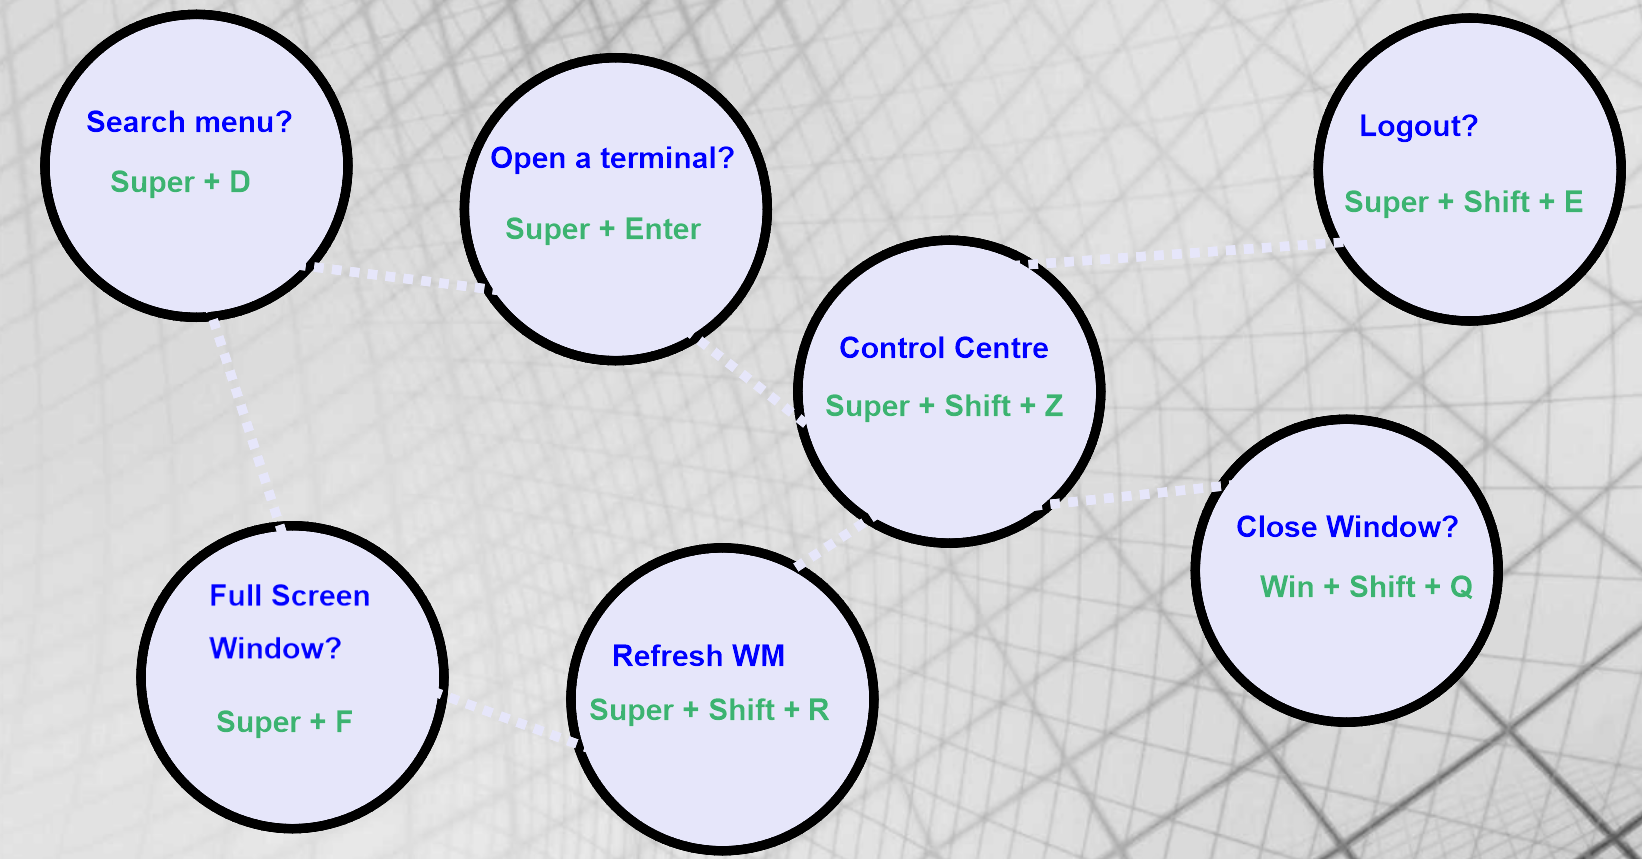 Search menu?
Super + D
Open a terminal?
Super + Enter
Logout?
Super + Shift + E
Control Centre
Super + Shift + Z
Close Window?
Win + Shift + Q
Full Screen
Window?
Super + F
Refresh WM
Super + Shift + R